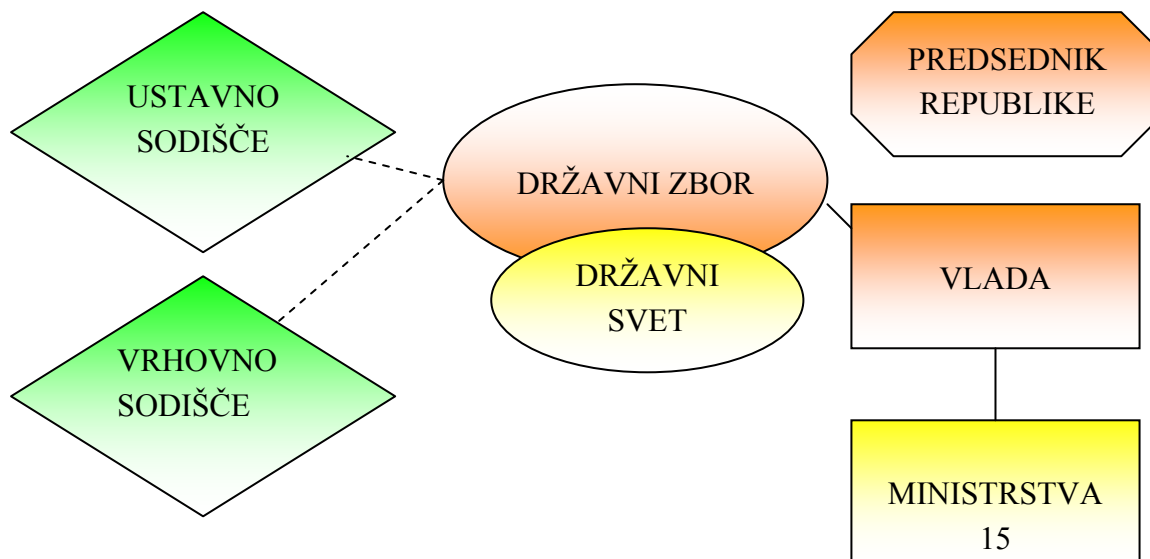 USTAVNO
SODIŠČE
DRŽAVNI ZBOR
PREDSEDNIK
REPUBLIKE
DRŽAVNI
SVET
VLADA
VRHOVNO
SODIŠČE
MINISTRSTVA
15